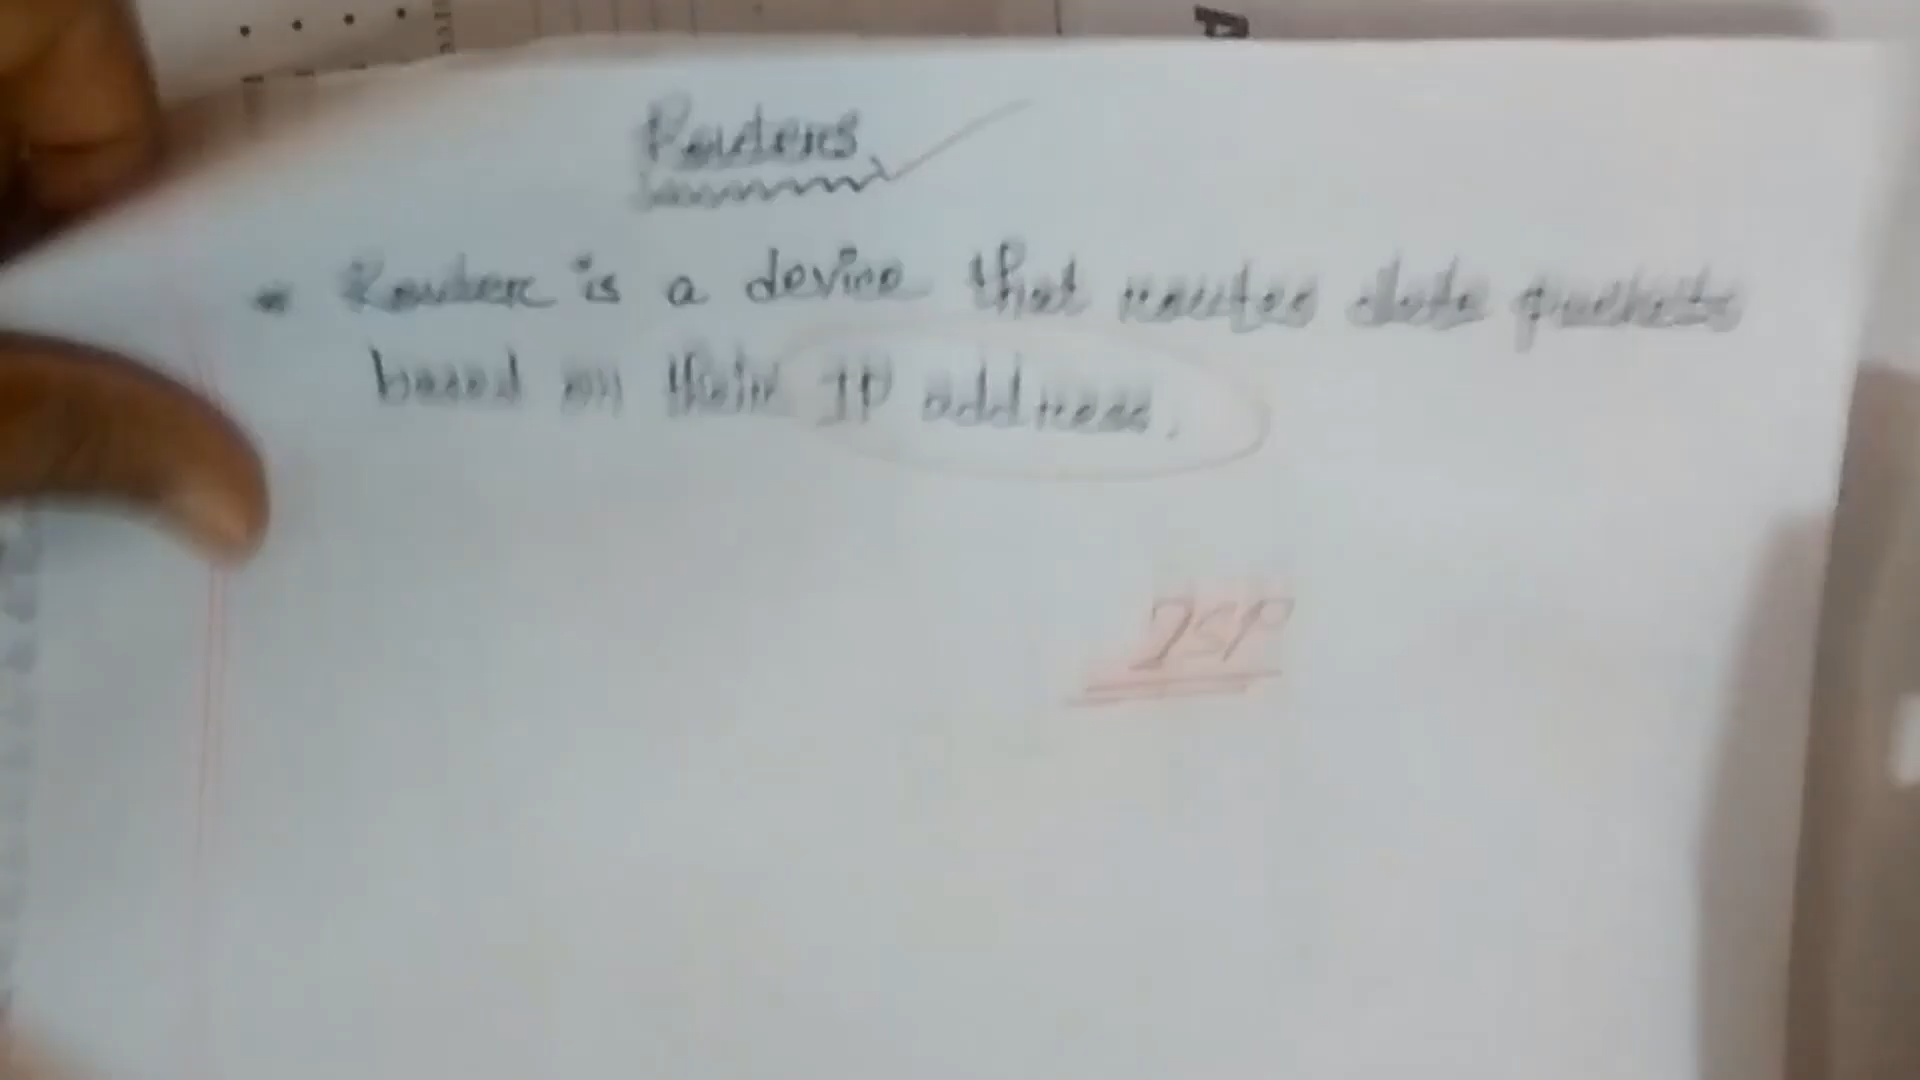 Routers
Router is a device that routes data packets
based on their IP address.
ISP